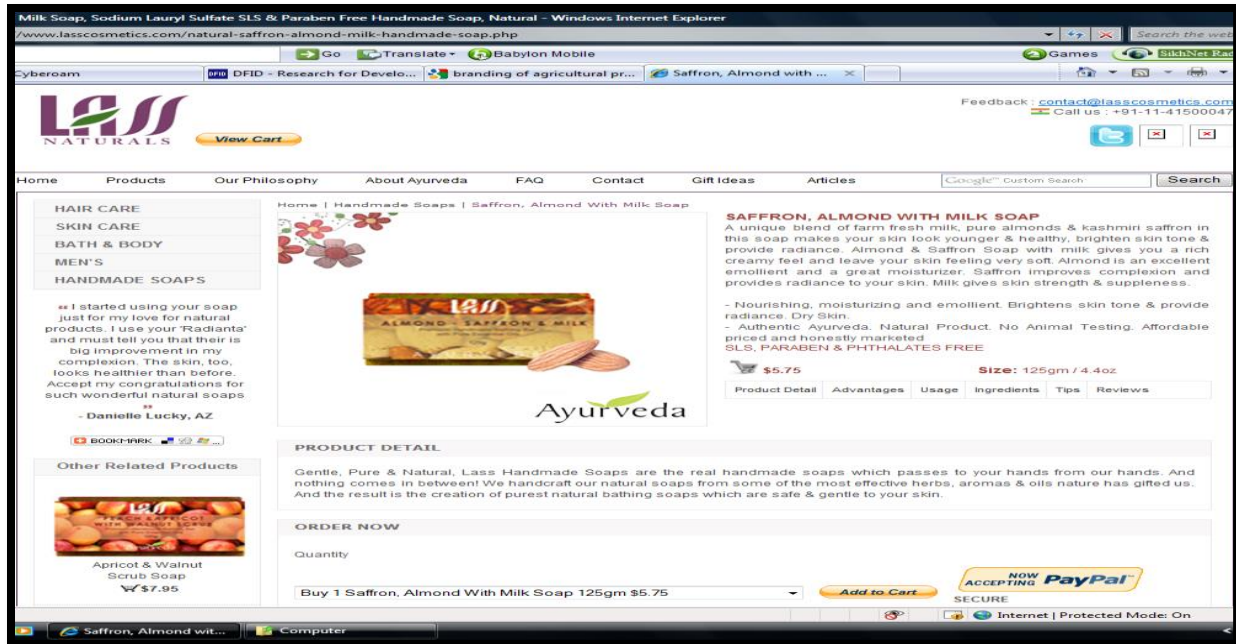 Milk Soap, Sodium Lauryl Sulfate SLS & Paraben Free Handmade Soap, Natural - Windows Internet Explorer
/www.lasscosmetics.com/natural-saffron-almond-milk-handmade-soap.php
Search the web
Go Translate Babylon Mobile Games SikhNet Rad
Cyberoam DFID DFID - Research for Develo... branding of agricultural pr... Saffron, Almond with ...
LASS
NATURALS
View Cart
Feedback : contact@lasscosmetics.com
Call us : +91-11-41500047
Home Products Our Philosophy About Ayurveda FAQ Contact Gift Ideas Articles Google™ Custom Search Search
HAIR CARE
SKIN CARE
BATH & BODY
MEN'S
HANDMADE SOAPS
" I started using your soap
just for my love for natural
products. I use your 'Radianta'
and must tell you that their is
big improvement in my
complexion. The skin, too,
looks healthier than before.
Accept my congratulations for
such wonderful natural soaps
"
- Danielle Lucky, AZ
BOOKMARK
Other Related Products
LASS
PEACH & APRICOT
WITH WALNUT SCRUB
Apricot & Walnut
Scrub Soap
$7.95
Home | Handmade Soaps | Saffron, Almond With Milk Soap
LASS
ALMOND - SAFFRON & MILK
Ayurveda
SAFFRON, ALMOND WITH MILK SOAP
A unique blend of farm fresh milk, pure almonds & kashmiri saffron in
this soap makes your skin look younger & healthy, brighten skin tone &
provide radiance. Almond & Saffron Soap with milk gives you a rich
creamy feel and leave your skin feeling very soft. Almond is an excellent
emollient and a great moisturizer. Saffron improves complexion and
provides radiance to your skin. Milk gives skin strength & suppleness.
- Nourishing, moisturizing and emollient. Brightens skin tone & provide
radiance. Dry Skin.
- Authentic Ayurveda. Natural Product. No Animal Testing. Affordable
priced and honestly marketed
SLS, PARABEN & PHTHALATES FREE
$5.75 Size: 125gm / 4.4oz
Product Detail Advantages Usage Ingredients Tips Reviews
PRODUCT DETAIL
Gentle, Pure & Natural, Lass Handmade Soaps are the real handmade soaps which passes to your hands from our hands. And
nothing comes in between! We handcraft our natural soaps from some of the most effective herbs, aromas & oils nature has gifted us.
And the result is the creation of purest natural bathing soaps which are safe & gentle to your skin.
ORDER NOW
Quantity
Buy 1 Saffron, Almond With Milk Soap 125gm $5.75
Add to Cart
NOW
ACCEPTING PayPal
SECURE
Internet | Protected Mode: On
Saffron, Almond wit... Computer